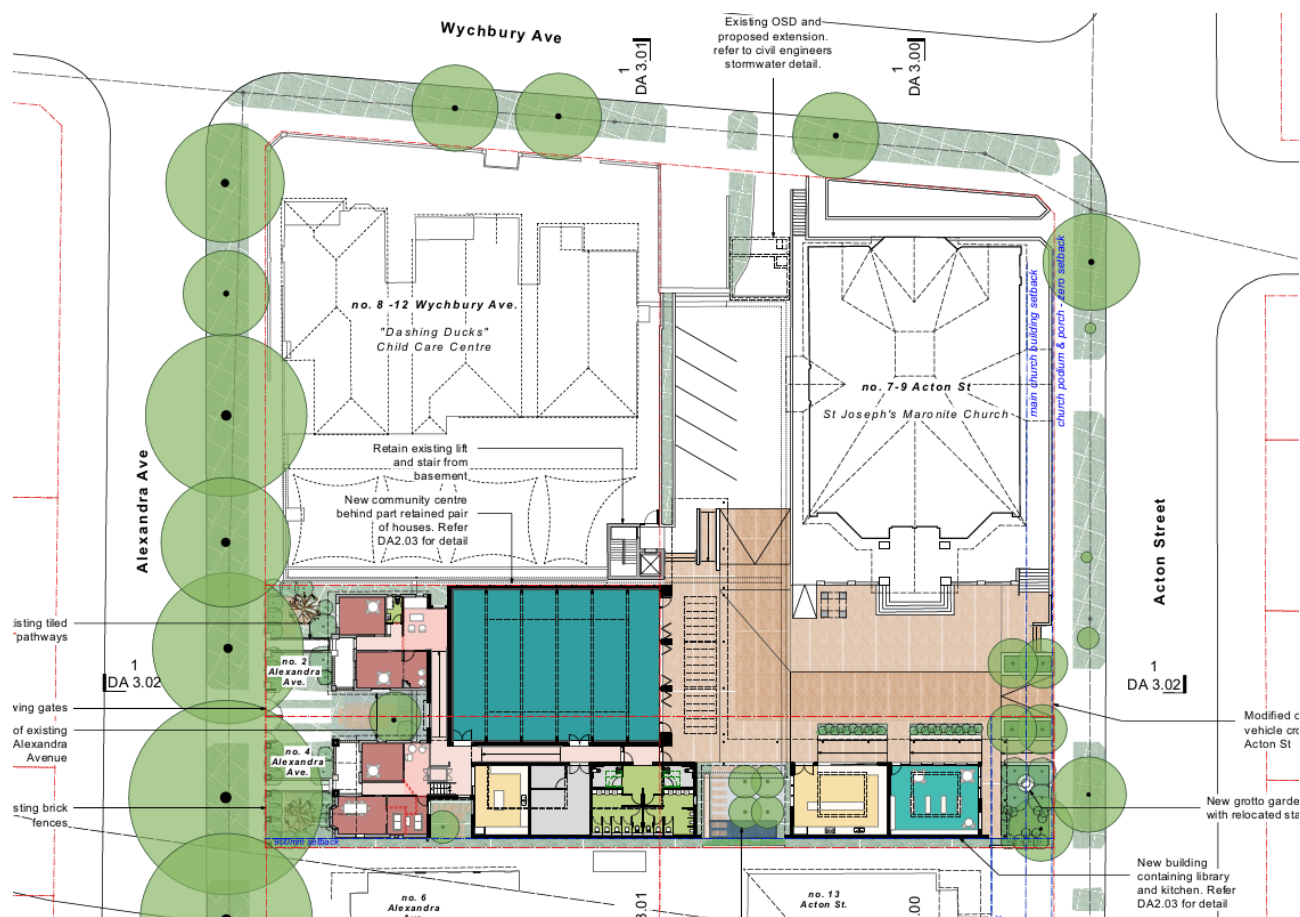 Wychbury Ave
Existing OSD and
proposed extension.
refer to civil engineers
stormwater detail.
1
DA 3.01
1
DA 3.00
no. 8 -12 Wychbury Ave.
"Dashing Ducks"
Child Care Centre
no. 7-9 Acton St
St Joseph's Maronite Church
main church building setback
church podium & porch - zero setback
Alexandra Ave
Acton Street
Retain existing lift
and stair from
basement
New community centre
behind part retained pair
of houses. Refer
DA2.03 for detail
isting tiled
pathways
no. 2
Alexandra
Ave.
1
DA 3.02
1
DA 3.02
ving gates
of existing
Alexandra
Avenue
no. 4
Alexandra
Ave.
sting brick
fences
900mm setback
Modified c
vehicle cro
Acton St
New grotto garde
with relocated sta
New building
containing library
and kitchen. Refer
DA2.03 for detail
no. 6
Alexandra
no. 13
Acton St.
3.01
.00